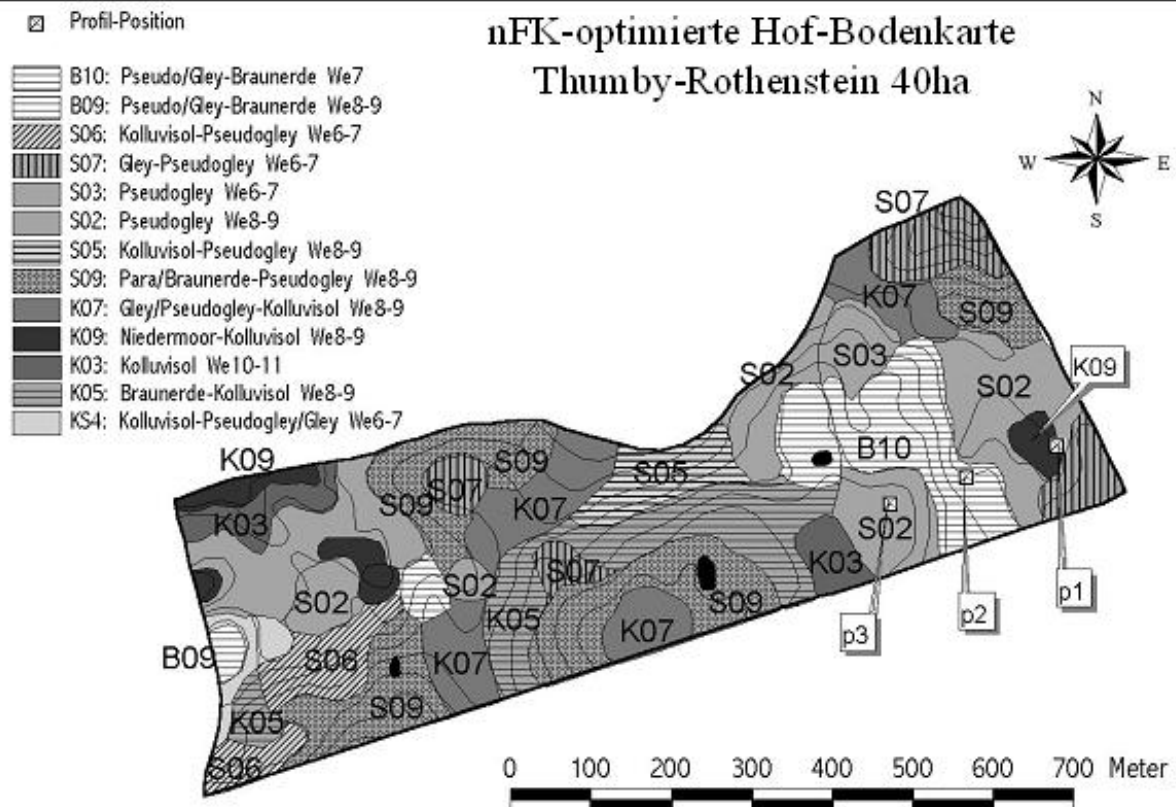 Profil-Position
nFK-optimierte Hof-Bodenkarte
Thumby-Rothenstein 40ha
B10: Pseudo/Gley-Braunerde We7
B09: Pseudo/Gley-Braunerde We8-9
S06: Kolluvisol-Pseudogley We6-7
S07: Gley-Pseudogley We6-7
S03: Pseudogley We6-7
S02: Pseudogley We8-9
S05: Kolluvisol-Pseudogley We8-9
S09: Para/Braunerde-Pseudogley We8-9
K07: Gley/Pseudogley-Kolluvisol We8-9
K09: Niedermoor-Kolluvisol We8-9
K03: Kolluvisol We10-11
K05: Braunerde-Kolluvisol We8-9
KS4: Kolluvisol-Pseudogley/Gley We6-7
N
W E
S
S07
K07
S09
S03
S02
S02
K09
B10
K09
S09
S05
S07
S09
K07
K03
S02
K03
S07
S02
S02
K05
S09
p1
p2
p3
K07
B09
S06
K07
S09
K05
S06
0 100 200 300 400 500 600 700 Meter